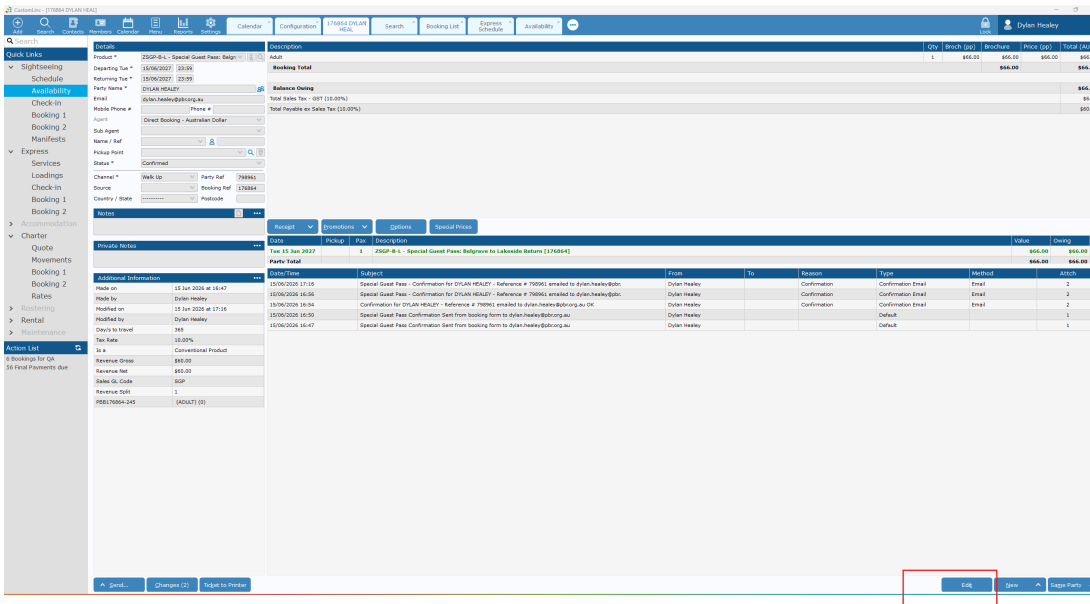 CustomLinc - [176864 DYLAN HEAL]
Add Search Contacts Members Calendar Menu Reports Settings
Calendar Configuration 176864 DYLAN HEAL Search Booking List Express Schedule Availability
Lock Dylan Healey
Search
Quick Links
Sightseeing
Schedule
Availability
Check-in
Booking 1
Booking 2
Manifests
Express
Services
Loadings
Check-in
Booking 1
Booking 2
Accommodation
Charter
Quote
Movements
Booking 1
Booking 2
Rates
Rostering
Rental
Maintenance
Action List
6 Bookings for QA
56 Final Payments due
Details
Product * ZSGP-B-L - Special Guest Pass: Belgr
Departing Tue * 15/06/2027 23:59
Returning Tue * 15/06/2027 23:59
Party Name * DYLAN HEALEY
Email dylan.healey@pbr.org.au
Mobile Phone # Phone #
Agent Direct Booking - Australian Dollar
Sub Agent
Name / Ref
Pickup Point
Status * Confirmed
Channel * Walk Up Party Ref 798961
Source Booking Ref 176864
Country / State ---------- Postcode
Notes
Private Notes
Additional Information
Made on 15 Jun 2026 at 16:47
Made by Dylan Healey
Modified on 15 Jun 2026 at 17:16
Modified by Dylan Healey
Day/s to travel 365
Tax Rate 10.00%
Is a Conventional Product
Revenue Gross $60.00
Revenue Net $60.00
Sales GL Code SGP
Revenue Split 1
PBB176864-245 (ADULT) (0)
Description Qty Broch (pp) Brochure Price (pp) Total (AU
Adult 1 $66.00 $66.00 $66.00 $66.
Booking Total $66.00 $66.
Balance Owing $66.
Total Sales Tax - GST (10.00%) $6
Total Payable ex Sales Tax (10.00%) $60
Receipt Promotions Options Special Prices
Date Pickup Pax Description Value Owing
Tue 15 Jun 2027 1 ZSGP-B-L - Special Guest Pass: Belgrave to Lakeside Return [176864] $66.00 $66.00
Party Total $66.00 $66.00
Date/Time Subject From To Reason Type Method Attch
15/06/2026 17:16 Special Guest Pass - Confirmation for DYLAN HEALEY - Reference # 798961 emailed to dylan.healey@pbr. Dylan Healey Confirmation Confirmation Email Email 2
15/06/2026 16:56 Special Guest Pass - Confirmation for DYLAN HEALEY - Reference # 798961 emailed to dylan.healey@pbr. Dylan Healey Confirmation Confirmation Email Email 2
15/06/2026 16:54 Confirmation for DYLAN HEALEY - Reference # 798961 emailed to dylan.healey@pbr.org.au OK Dylan Healey Confirmation Confirmation Email Email 2
15/06/2026 16:50 Special Guest Pass Confirmation Sent from booking form to dylan.healey@pbr.org.au Dylan Healey Default 1
15/06/2026 16:47 Special Guest Pass Confirmation Sent from booking form to dylan.healey@pbr.org.au Dylan Healey Default 1
Send... Changes (2) Ticket to Printer Edit New Same Party